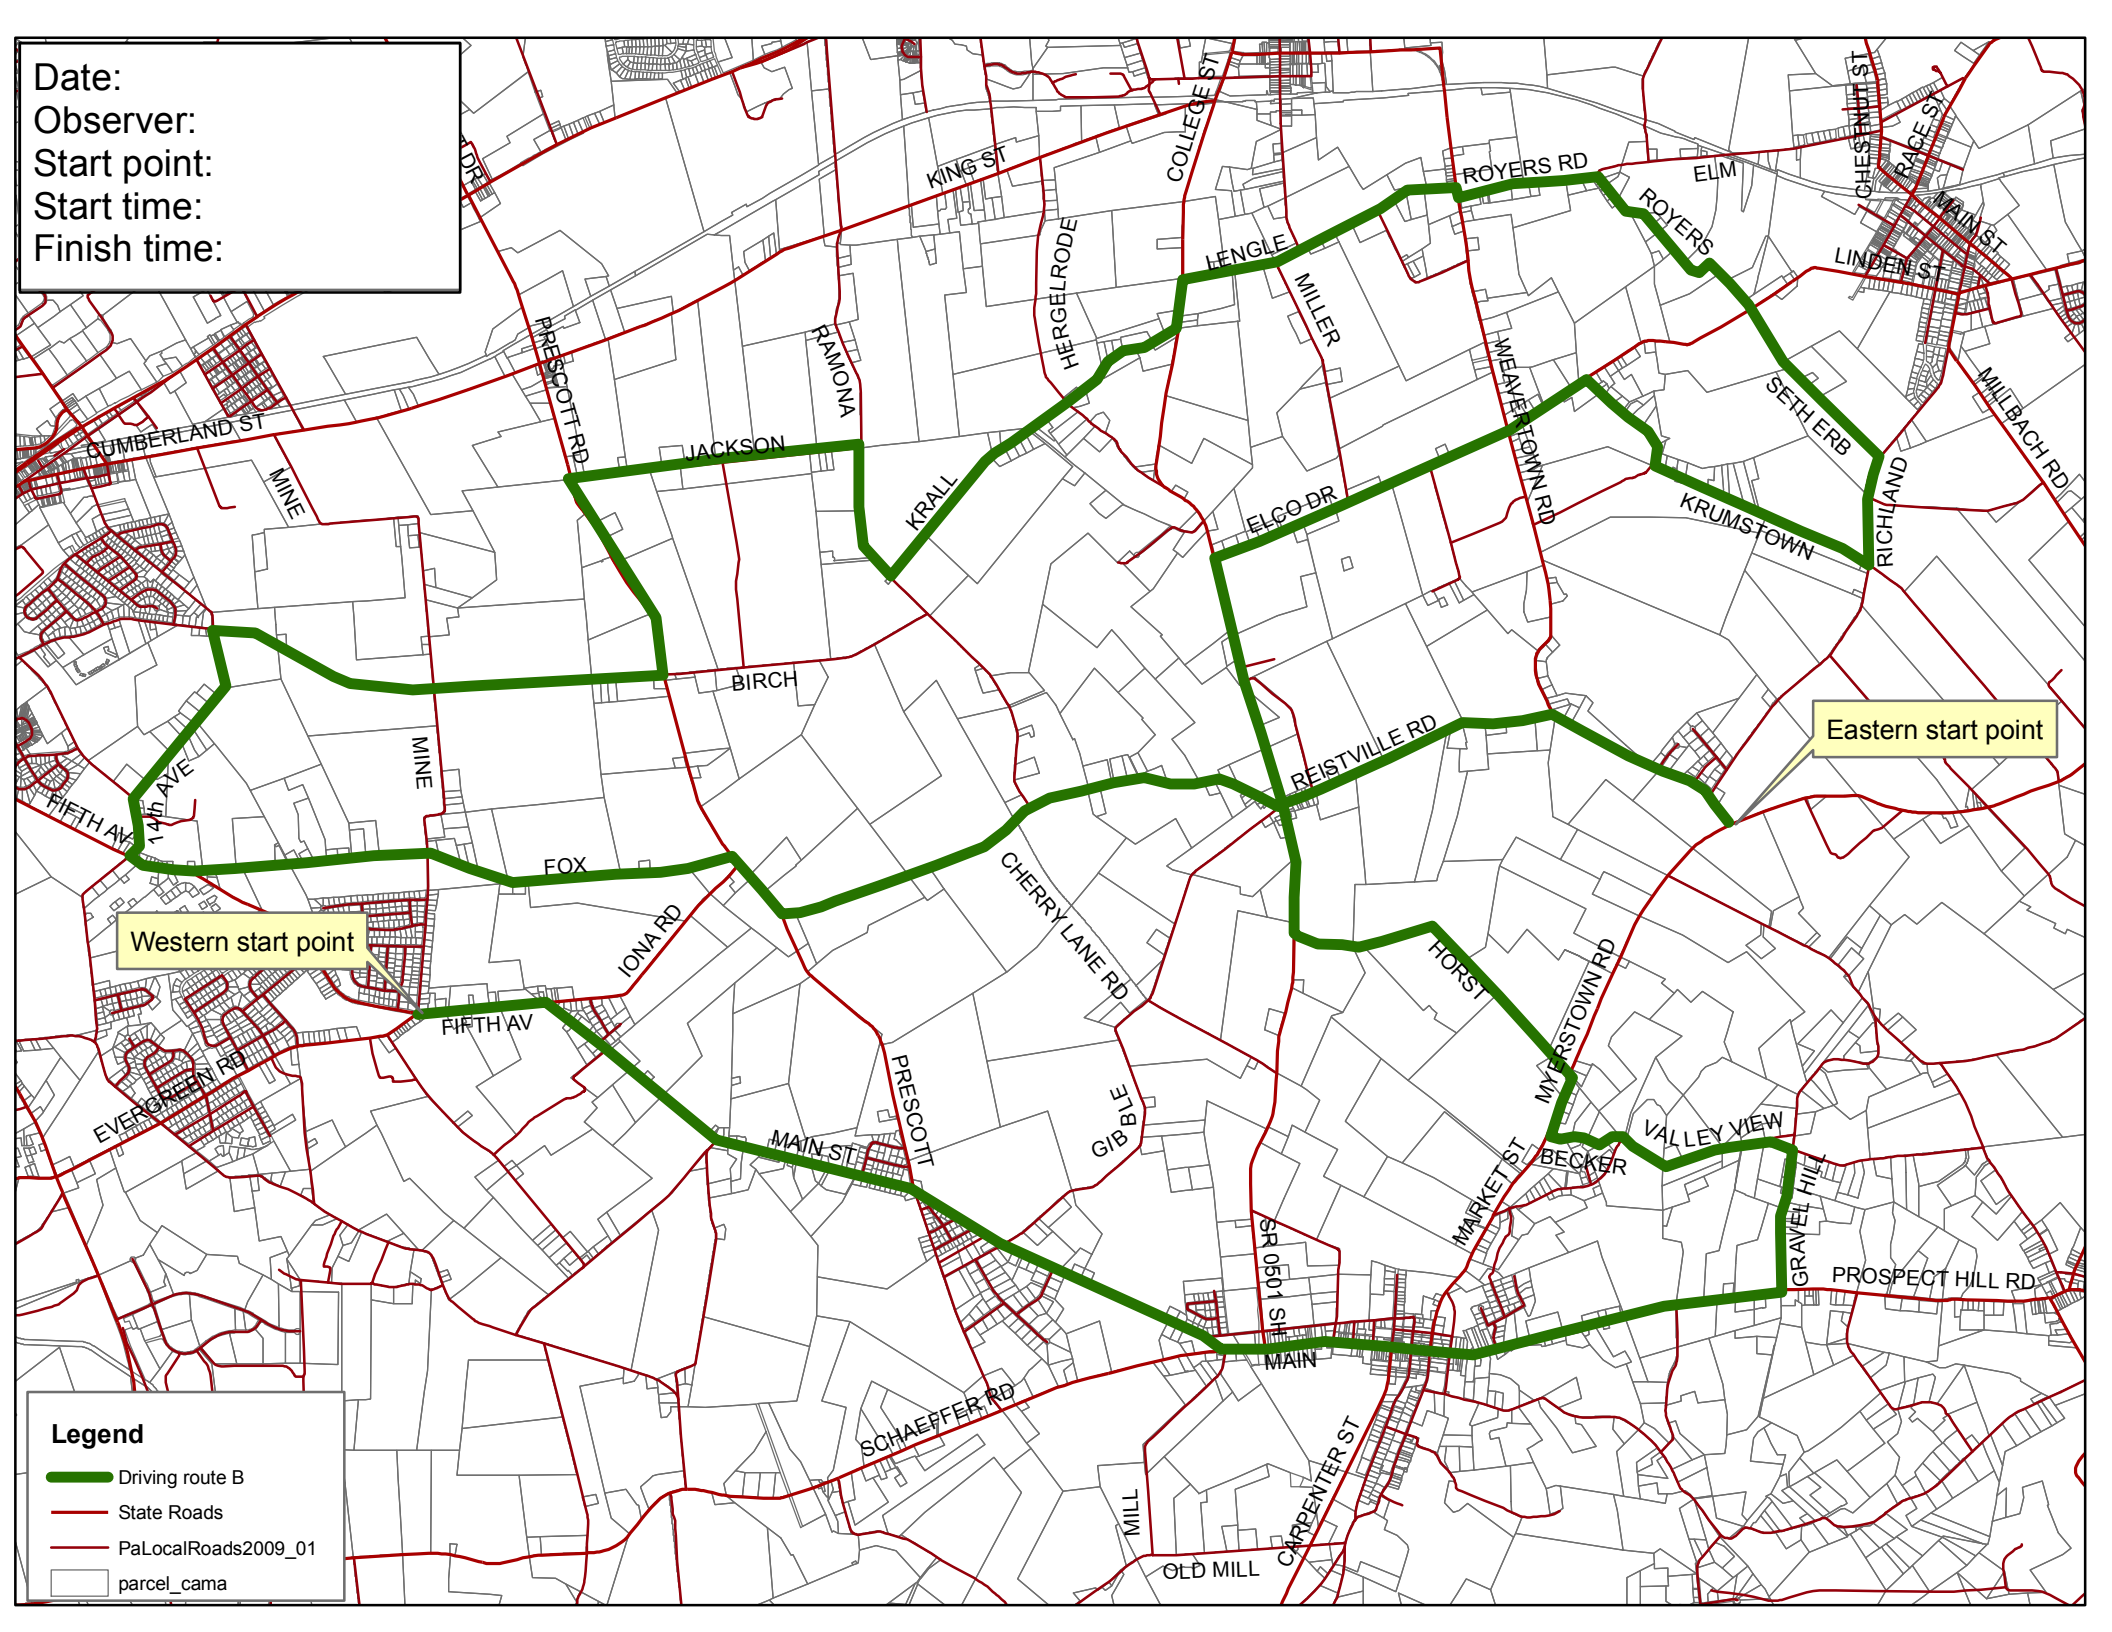 Date:
Observer:
Start point:
Start time:
Finish time:
DR
KING ST
COLLEGE ST
ROYERS RD
ELM
CHESTNUT ST
RACE ST
MAIN ST
LINDEN ST
ROYERS
HERGELRODE
LENGLE
MILLER
PRESCOTT RD
RAMONA
WEAVERTOWN RD
SETH ERB
MILLBACH RD
CUMBERLAND ST
MINE
JACKSON
KRALL
ELCO DR
KRUMSTOWN
RICHLAND
BIRCH
MINE
REISTVILLE RD
Eastern start point
14th AVE
FIFTH AV
FOX
CHERRY LANE RD
Western start point
IONA RD
HORST
MYERSTOWN RD
FIFTH AV
EVERGREEN RD
PRESCOTT
MAIN ST
GIBBLE
VALLEY VIEW
BECKER
MARKET ST
GRAVEL HILL
SR 0501 SH
PROSPECT HILL RD
MAIN
SCHAEFFER RD
CARPENTER ST
MILL
OLD MILL
Legend
Driving route B
State Roads
PaLocalRoads2009_01
parcel_cama